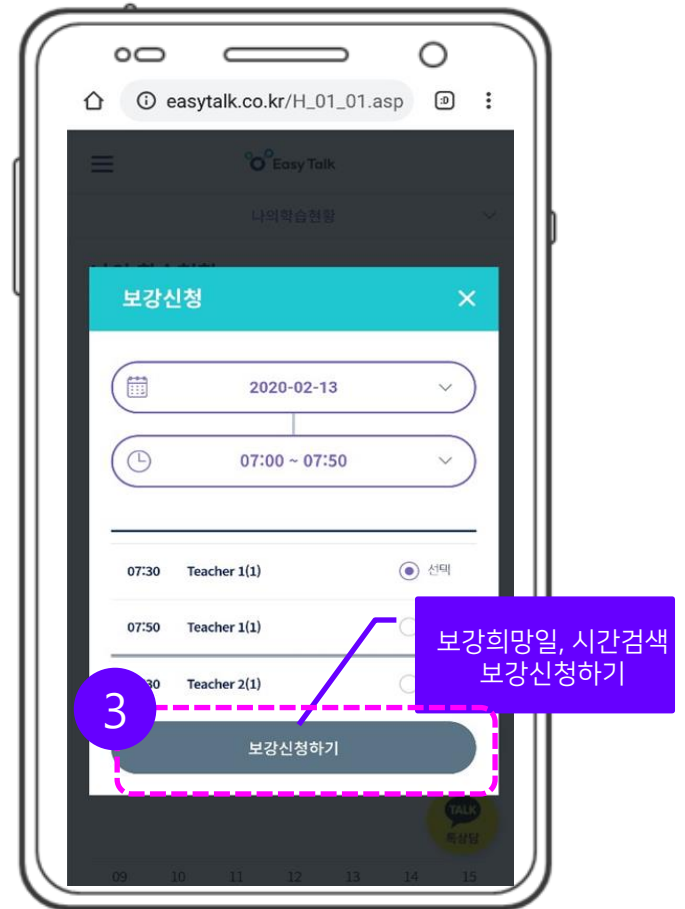 easytalk.co.kr/H_01_01.asp
:D
Easy Talk
나의학습현황
보강신청
2020-02-13
07:00 ~ 07:50
07:30 Teacher 1(1) 선택
07:50 Teacher 1(1)
30 Teacher 2(1)
보강희망일, 시간검색
보강신청하기
3
보강신청하기
TALK
톡상담
09 10 11 12 13 14 15